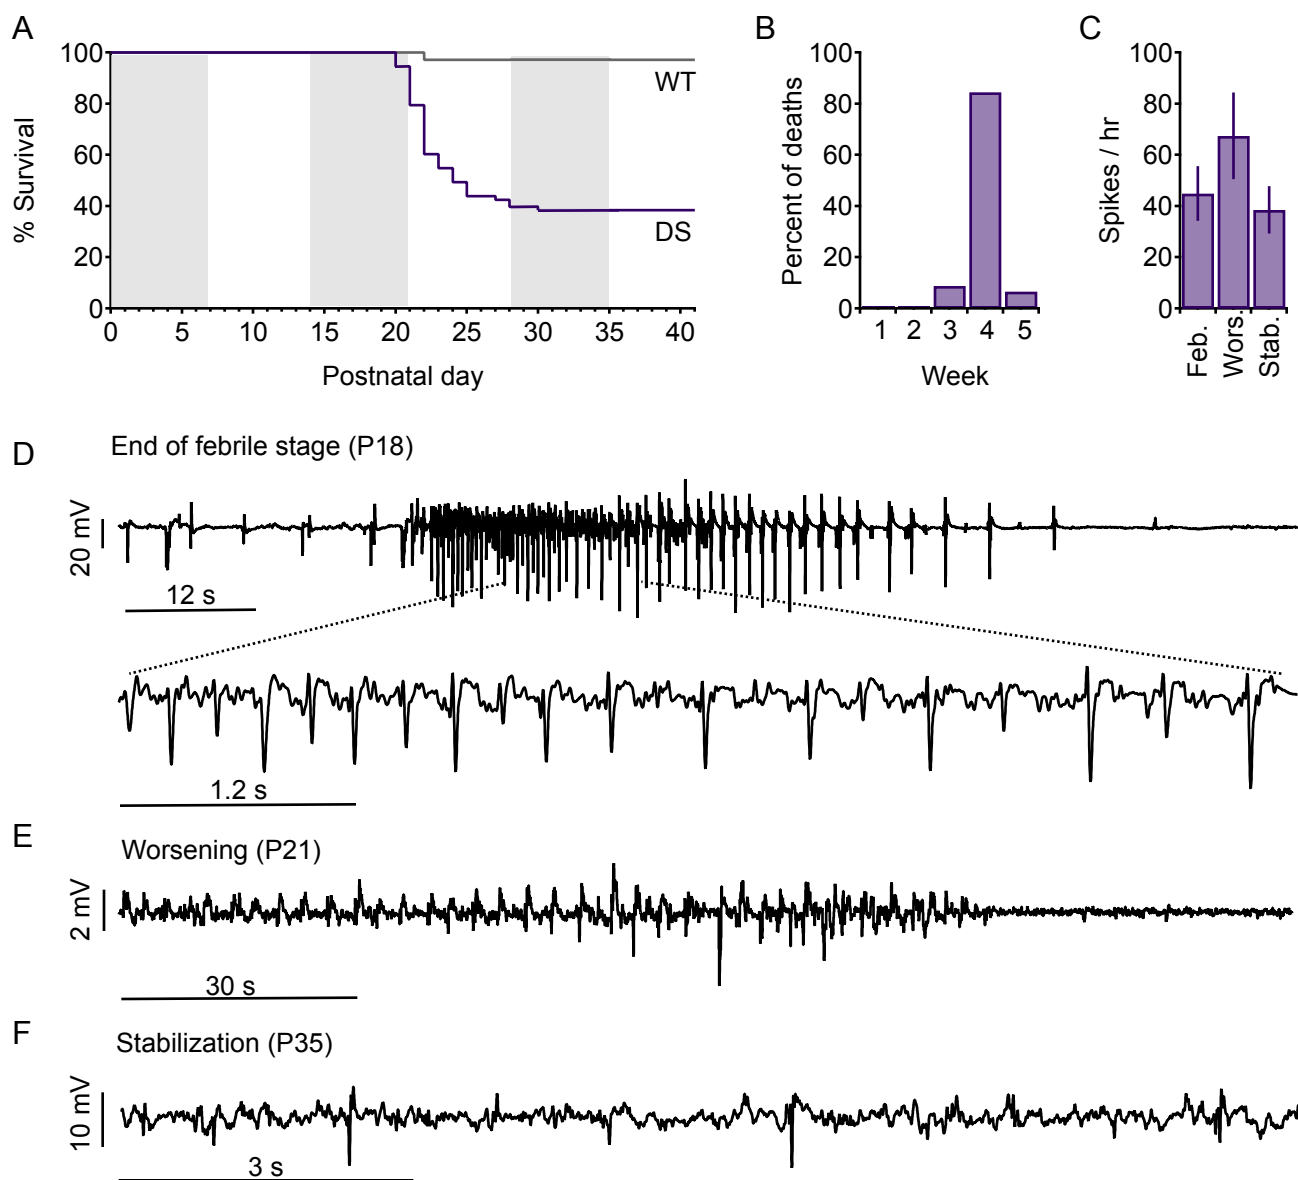 A
% Survival
100
80
60
40
20
0
WT
DS
0 5 10 15 20 25 30 35 40
Postnatal day
B
Percent of deaths
100
80
60
40
20
0
1 2 3 4 5
Week
C
Spikes / hr
100
80
60
40
20
0
Feb.
Wors.
Stab.
D
End of febrile stage (P18)
20 mV
12 s
1.2 s
E
Worsening (P21)
2 mV
30 s
F
Stabilization (P35)
10 mV
3 s